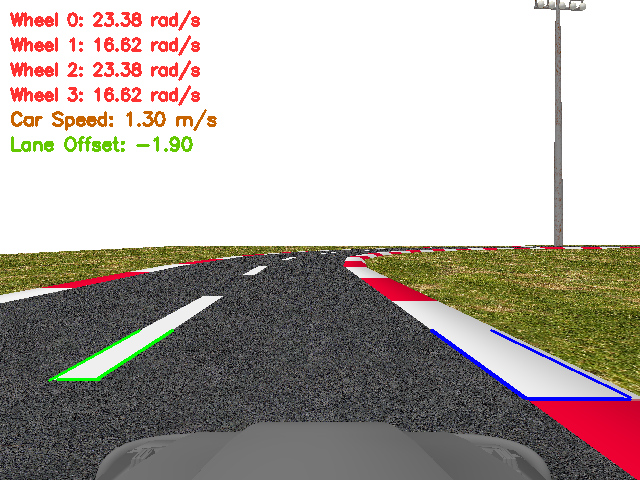 Wheel 0: 23.38 rad/s
Wheel 1: 16.62 rad/s
Wheel 2: 23.38 rad/s
Wheel 3: 16.62 rad/s
Car Speed: 1.30 m/s
Lane Offset: -1.90